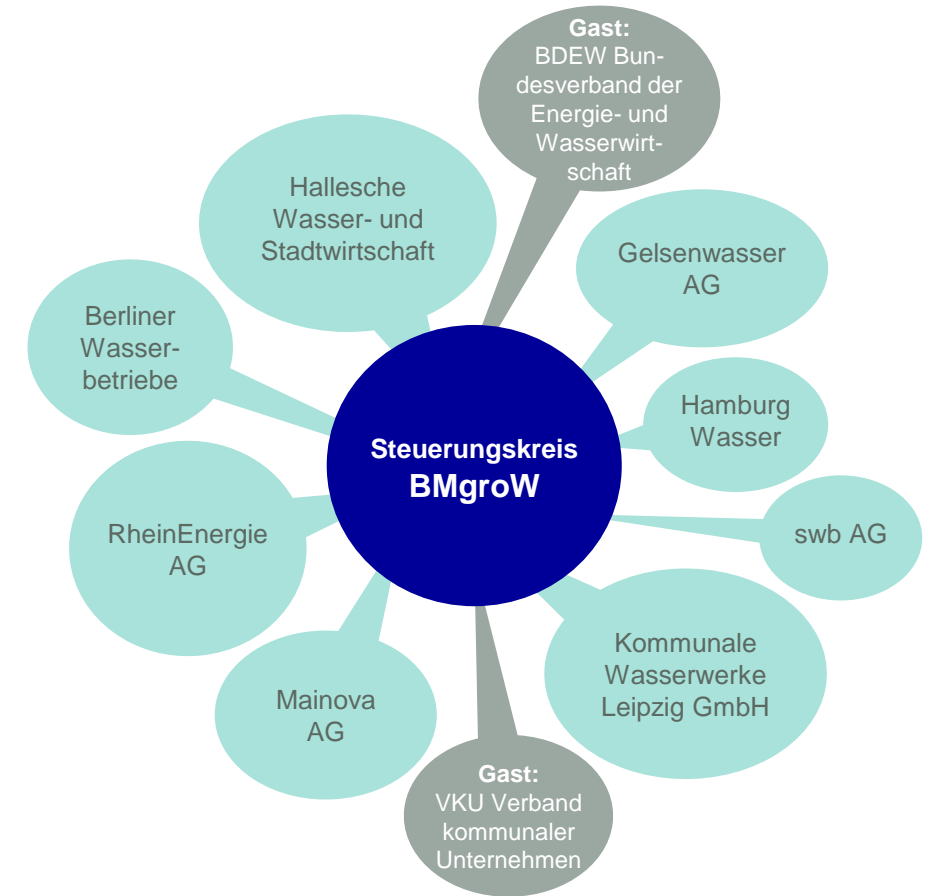 Gast:
BDEW Bun-
desverband der
Energie- und
Wasserwirt-
schaft
Hallesche
Wasser- und
Stadtwirtschaft
Gelsenwasser
AG
Berliner
Wasser-
betriebe
Hamburg
Wasser
Steuerungskreis
BMgroW
RheinEnergie
AG
swb AG
Kommunale
Wasserwerke
Leipzig GmbH
Mainova
AG
Gast:
VKU Verband
kommunaler
Unternehmen